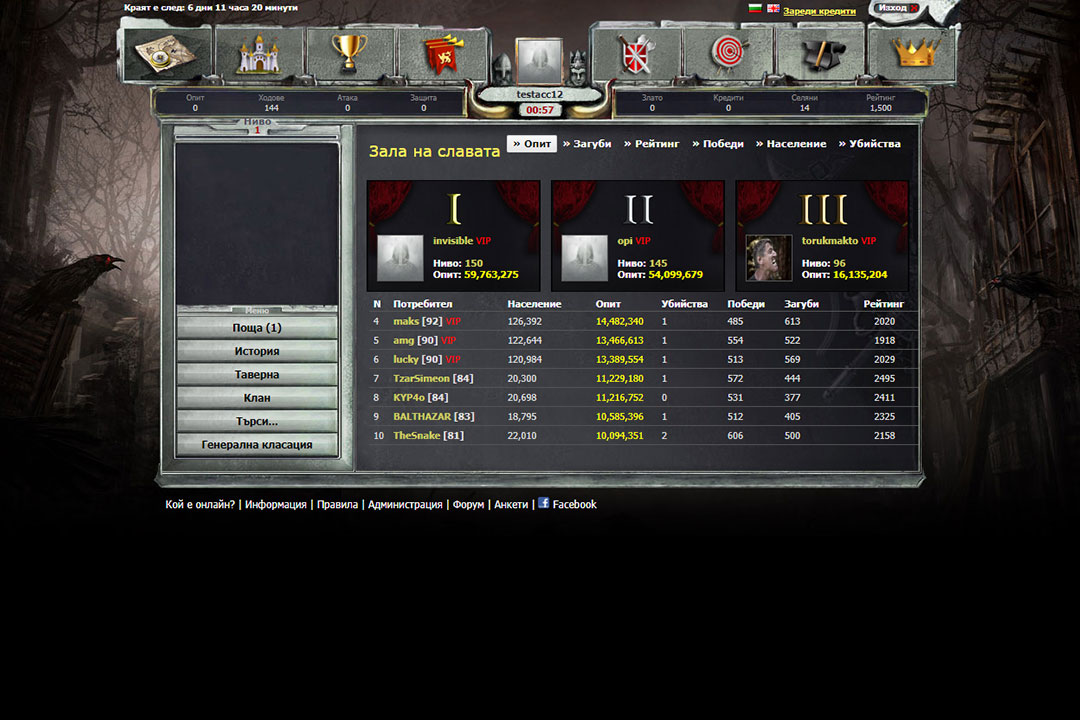 Краят е след: 6 дни 11 часа 20 минути
Зареди кредити
Изход
testacc12
00:57
Опит Ходове Атака Защита Злато Кредити Селяни Рейтинг
0 144 0 0 0 0 14 1,500
Ниво
1
Зала на славата » Опит » Загуби » Рейтинг » Победи » Население » Убийства
I II III
invisible VIP opi VIP torukmakto VIP
Ниво: 150 Ниво: 145 Ниво: 96
Опит: 59,763,275 Опит: 54,099,679 Опит: 16,135,204
N Потребител Население Опит Убийства Победи Загуби Рейтинг
4 maks [92] VIP 126,392 14,482,340 1 485 613 2020
5 amg [90] VIP 122,644 13,466,613 1 554 522 1918
6 lucky [90] VIP 120,984 13,389,554 1 513 569 2029
7 TzarSimeon [84] 20,300 11,229,180 1 572 444 2495
8 KYP4o [84] 20,698 11,216,752 0 531 377 2411
9 BALTHAZAR [83] 18,795 10,585,396 1 512 405 2325
10 TheSnake [81] 22,010 10,094,351 2 606 500 2158
Меню
Поща (1)
История
Таверна
Клан
Търси...
Генерална класация
Кой е онлайн? | Информация | Правила | Администрация | Форум | Анкети | Facebook